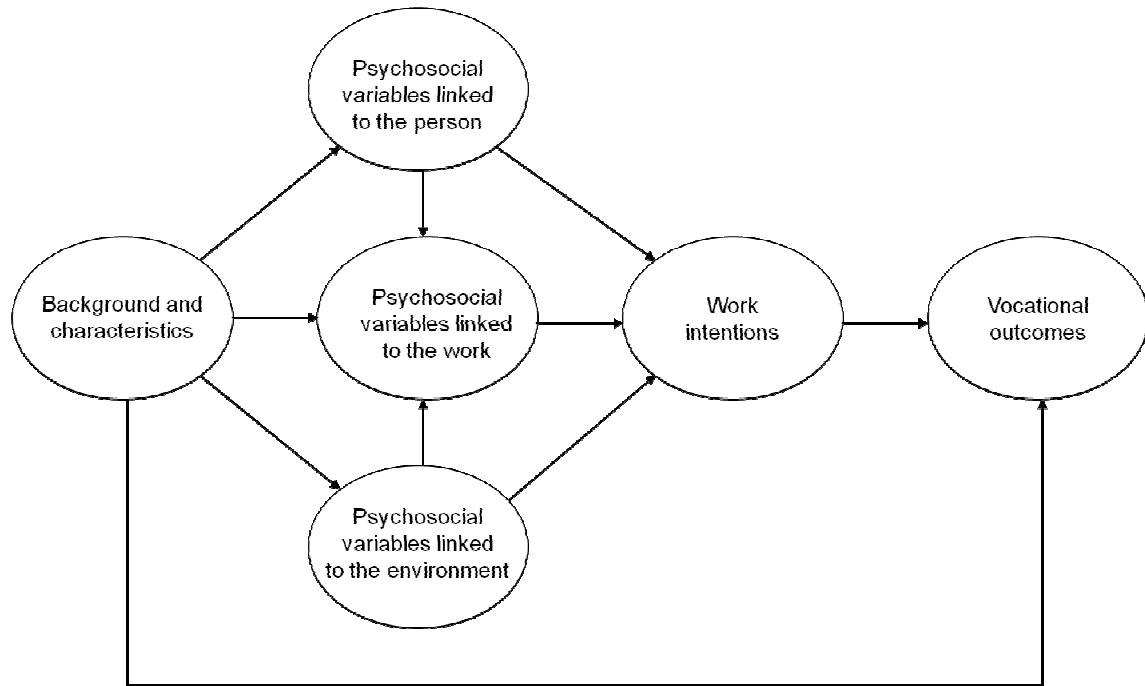 Psychosocial
variables linked
to the person
Background and
characteristics
Psychosocial
variables linked
to the work
Work
intentions
Vocational
outcomes
Psychosocial
variables linked
to the environment